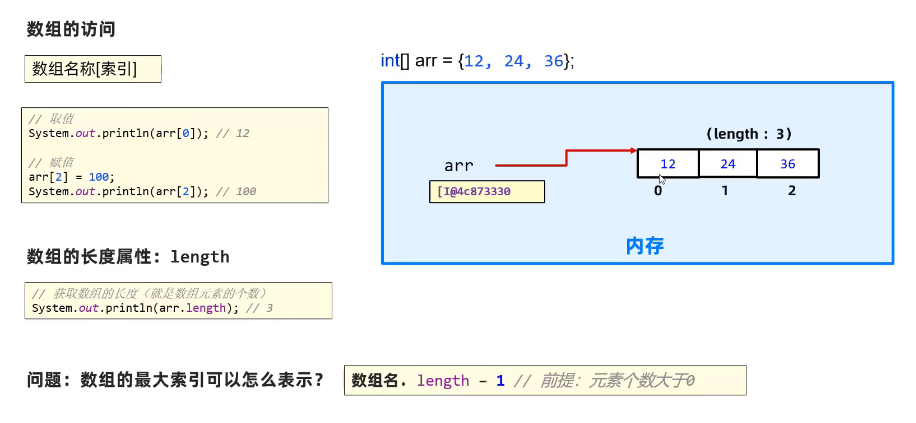 数组的访问
数组名称[索引]
// 取值
System.out.println(arr[0]); // 12
// 赋值
arr[2] = 100;
System.out.println(arr[2]); // 100
数组的长度属性：length
// 获取数组的长度（就是数组元素的个数）
System.out.println(arr.length); // 3
int[] arr = {12, 24, 36};
(length : 3)
arr
12 24 36
[I@4c873330
0 1 2
内存
问题：数组的最大索引可以怎么表示？
数组名. length – 1 // 前提：元素个数大于0